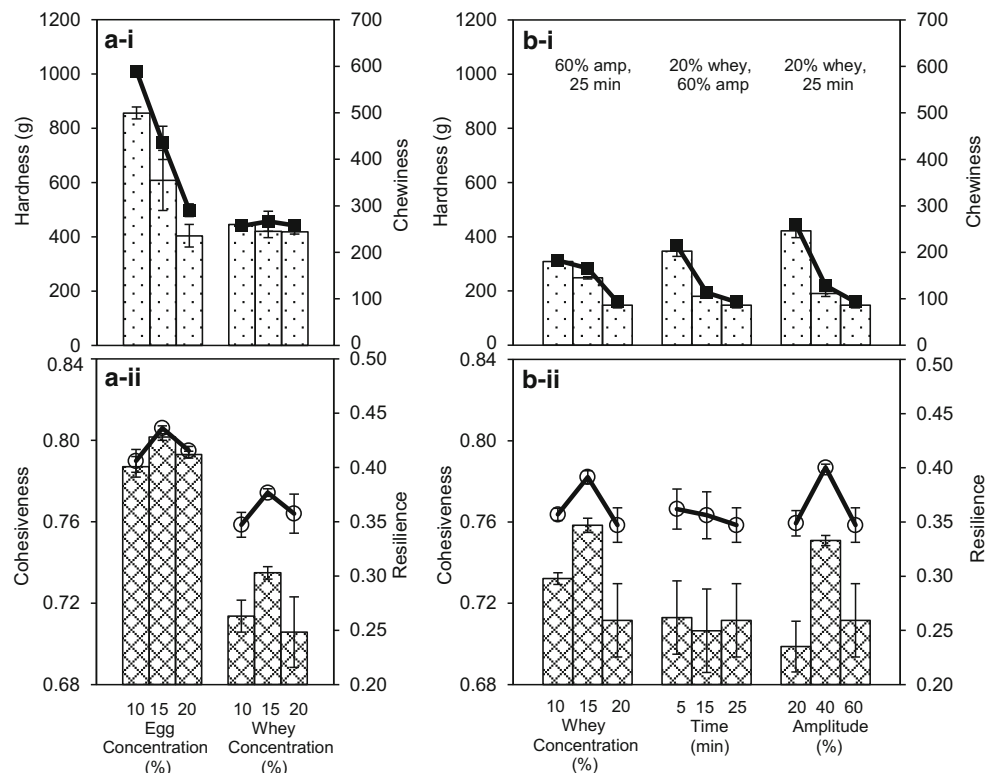 a-i
1200
1000
800
600
400
200
0
Hardness (g)
700
600
500
400
300
200
100
0
Chewiness
b-i
60% amp,
25 min
20% whey,
60% amp
20% whey,
25 min
1200
1000
800
600
400
200
0
Hardness (g)
700
600
500
400
300
200
100
0
Chewiness
a-ii
0.84
0.80
0.76
0.72
0.68
Cohesiveness
0.50
0.45
0.40
0.35
0.30
0.25
0.20
Resilience
10 15 20
Egg
Concentration
(%)
10 15 20
Whey
Concentration
(%)
b-ii
0.84
0.80
0.76
0.72
0.68
Cohesiveness
0.50
0.45
0.40
0.35
0.30
0.25
0.20
Resilience
10 15 20
Whey
Concentration
(%)
5 15 25
Time
(min)
20 40 60
Amplitude
(%)